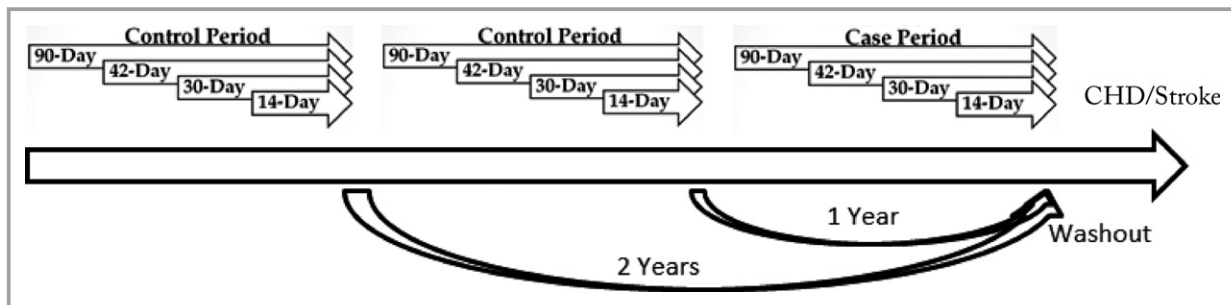 Control Period
90-Day
42-Day
30-Day
14-Day
Control Period
90-Day
42-Day
30-Day
14-Day
Case Period
90-Day
42-Day
30-Day
14-Day
CHD/Stroke
1 Year
Washout
2 Years